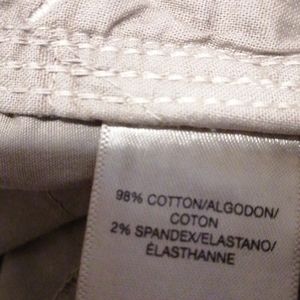 98% COTTON/ALGODON/
COTON
2% SPANDEX/ELASTANO/
ÉLASTHANNE